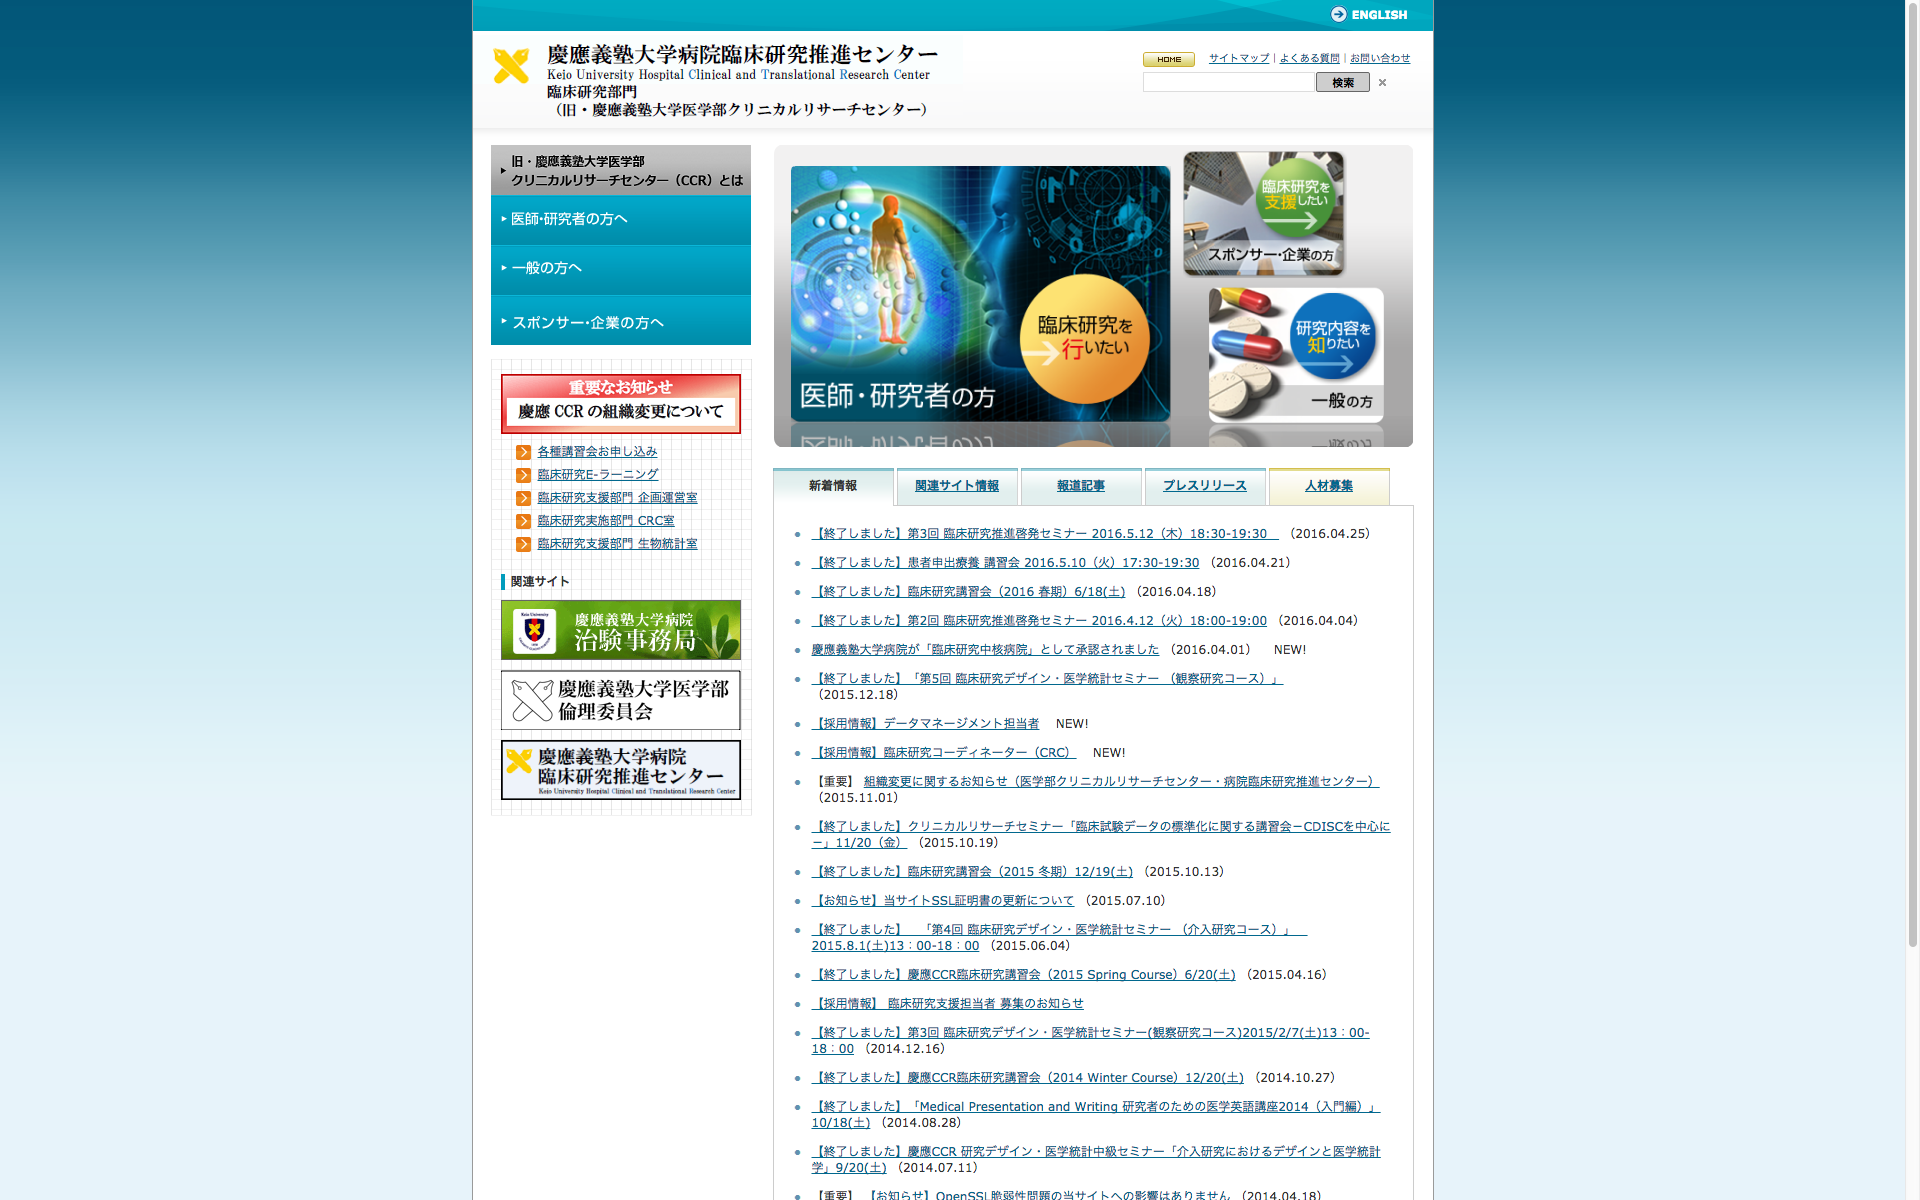 ENGLISH
慶應義塾大学病院臨床研究推進センター
Keio University Hospital Clinical and Translational Research Center
臨床研究部門
（旧・慶應義塾大学医学部クリニカルリサーチセンター）
HOME
サイトマップ | よくある質問 | お問い合わせ
検索
旧・慶應義塾大学医学部
クリニカルリサーチセンター（CCR）とは
医師・研究者の方へ
一般の方へ
スポンサー・企業の方へ
臨床研究を
行いたい
医師・研究者の方
臨床研究を
支援したい
スポンサー・企業の方
研究内容を
知りたい
一般の方
重要なお知らせ
慶應 CCR の組織変更について
各種講習会お申し込み
臨床研究E-ラーニング
臨床研究支援部門 企画運営室
臨床研究実施部門 CRC室
臨床研究支援部門 生物統計室
関連サイト
Keio University
慶應義塾大学病院
治験事務局
慶應義塾大学医学部
倫理委員会
慶應義塾大学病院
臨床研究推進センター
Keio University Hospital Clinical and Translational Research Center
新着情報
関連サイト情報
報道記事
プレスリリース
人材募集
【終了しました】第3回 臨床研究推進啓発セミナー 2016.5.12（木）18:30-19:30 （2016.04.25）
【終了しました】患者申出療養 講習会 2016.5.10（火）17:30-19:30 （2016.04.21）
【終了しました】臨床研究講習会（2016 春期）6/18(土) （2016.04.18）
【終了しました】第2回 臨床研究推進啓発セミナー 2016.4.12（火）18:00-19:00 （2016.04.04）
慶應義塾大学病院が「臨床研究中核病院」として承認されました （2016.04.01） NEW!
【終了しました】「第5回 臨床研究デザイン・医学統計セミナー （観察研究コース）」
（2015.12.18）
【採用情報】データマネージメント担当者 NEW!
【採用情報】臨床研究コーディネーター（CRC） NEW!
【重要】 組織変更に関するお知らせ（医学部クリニカルリサーチセンター・病院臨床研究推進センター）
（2015.11.01）
【終了しました】クリニカルリサーチセミナー「臨床試験データの標準化に関する講習会－CDISCを中心に
－」11/20（金） （2015.10.19）
【終了しました】臨床研究講習会（2015 冬期）12/19(土) （2015.10.13）
【お知らせ】当サイトSSL証明書の更新について （2015.07.10）
【終了しました】 「第4回 臨床研究デザイン・医学統計セミナー （介入研究コース）」
2015.8.1(土)13：00-18：00 （2015.06.04）
【終了しました】慶應CCR臨床研究講習会（2015 Spring Course）6/20(土) （2015.04.16）
【採用情報】 臨床研究支援担当者 募集のお知らせ
【終了しました】第3回 臨床研究デザイン・医学統計セミナー(観察研究コース)2015/2/7(土)13：00-
18：00 （2014.12.16）
【終了しました】慶應CCR臨床研究講習会（2014 Winter Course）12/20(土) （2014.10.27）
【終了しました】「Medical Presentation and Writing 研究者のための医学英語講座2014（入門編）」
10/18(土) （2014.08.28）
【終了しました】慶應CCR 研究デザイン・医学統計中級セミナー「介入研究におけるデザインと医学統計
学」9/20(土) （2014.07.11）
【重要】 【お知らせ】OpenSSL脆弱性問題の当サイトへの影響はありません （2014.04.18）